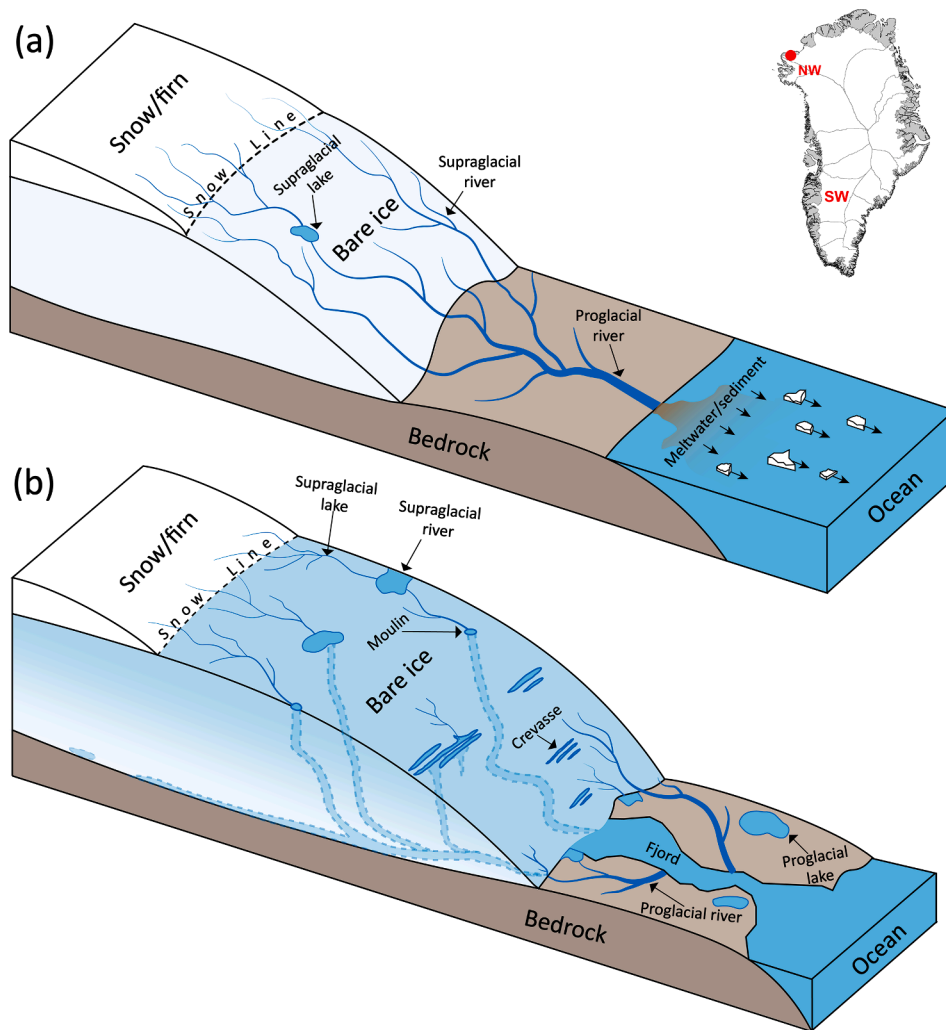 (a)
Snow/firn
Snow Line
Supraglacial
lake
Bare ice
Supraglacial
river
Proglacial
river
Meltwater/sediment
Bedrock
Ocean
NW
SW
(b)
Snow/firn
Snow Line
Supraglacial
lake
Supraglacial
river
Moulin
Bare ice
Crevasse
Fjord
Proglacial
lake
Proglacial river
Bedrock
Ocean